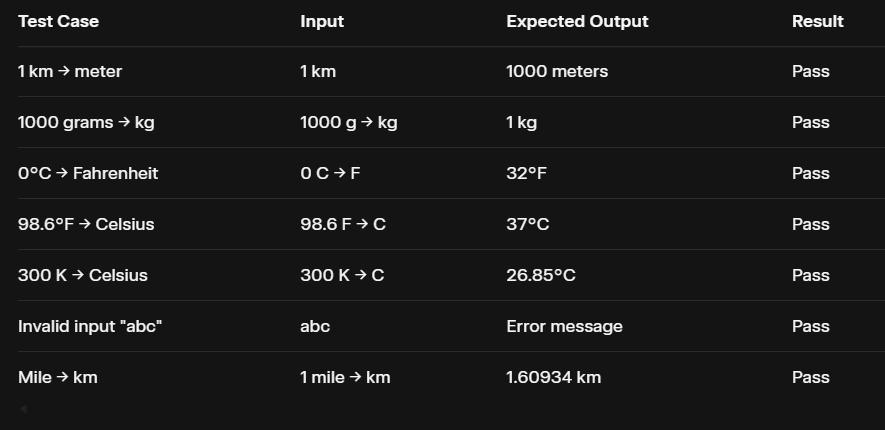 Test Case Input Expected Output Result
1 km → meter 1 km 1000 meters Pass
1000 grams → kg 1000 g → kg 1 kg Pass
0°C → Fahrenheit 0 C → F 32°F Pass
98.6°F → Celsius 98.6 F → C 37°C Pass
300 K → Celsius 300 K → C 26.85°C Pass
Invalid input "abc" abc Error message Pass
Mile → km 1 mile → km 1.60934 km Pass